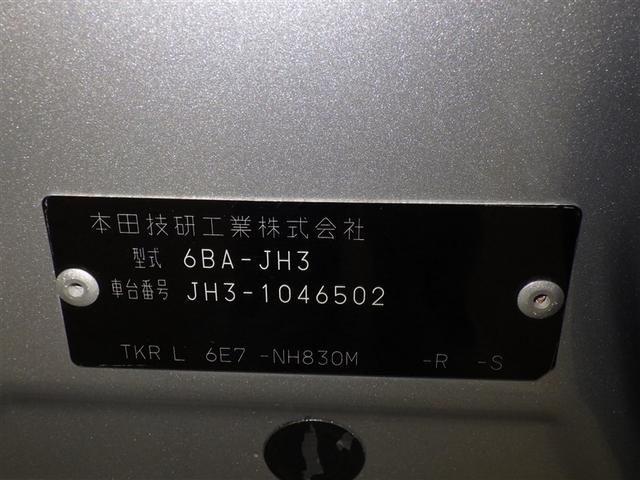 本田技研工業株式会社
型式 6BA-JH3
車台番号 JH3-1046502
TKR L 6E7 -NH830M -R -S